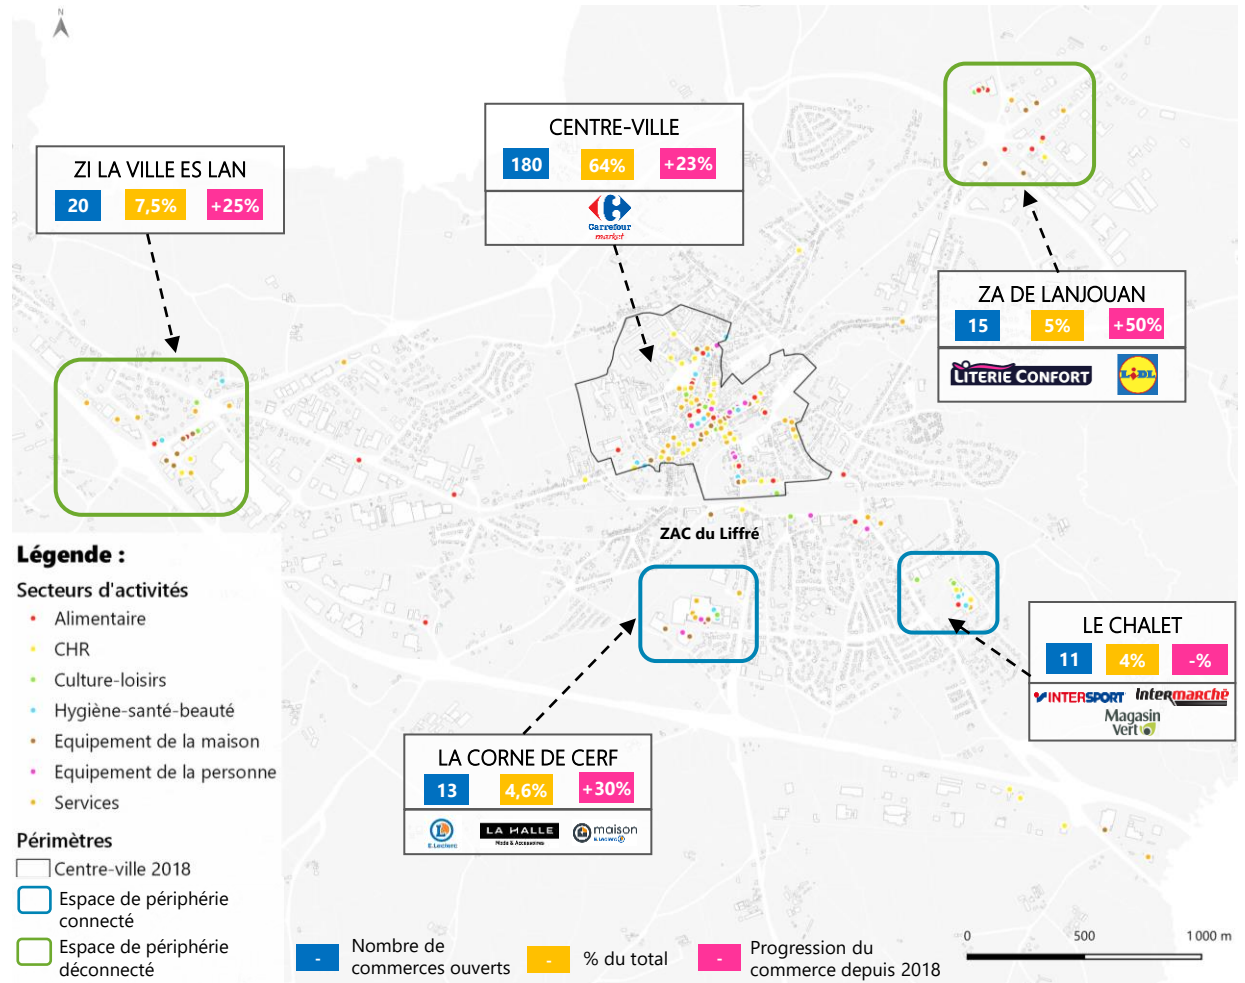 N
ZI LA VILLE ES LAN
20 7,5% +25%
CENTRE-VILLE
180 64% +23%
Carrefour
market
ZA DE LANJOUAN
15 5% +50%
LITERIE CONFORT LIDL
ZAC du Liffré
LE CHALET
11 4% -%
INTERSPORT Intermarché
Magasin
Vert
LA CORNE DE CERF
13 4,6% +30%
E.Leclerc LA HALLE maison
Mode & Accessoires E.LECLERC
Légende :
Secteurs d'activités
Alimentaire
CHR
Culture-loisirs
Hygiène-santé-beauté
Equipement de la maison
Equipement de la personne
Services
Périmètres
Centre-ville 2018
Espace de périphérie
connecté
Espace de périphérie
déconnecté
- Nombre de
commerces ouverts
- % du total
- Progression du
commerce depuis 2018
0 500 1 000 m